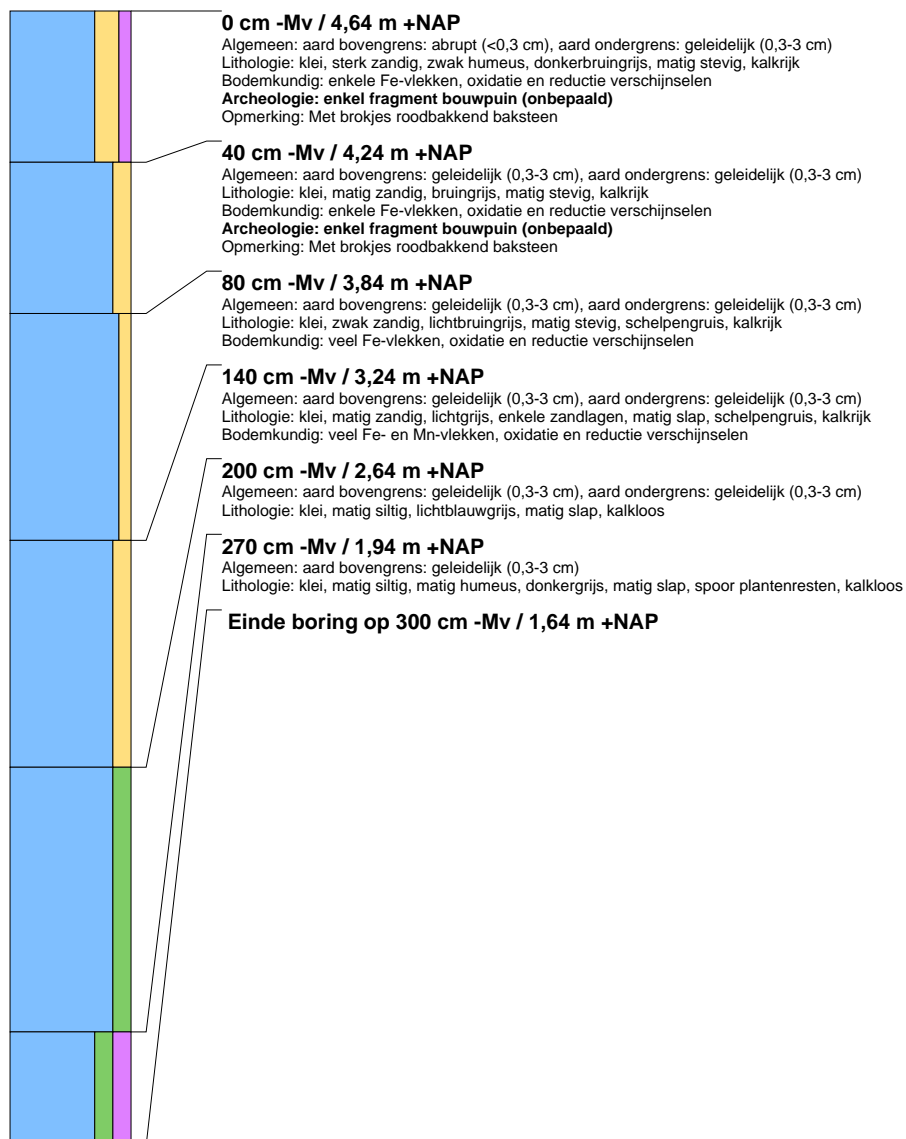 0 cm -Mv / 4,64 m +NAP
Algemeen: aard bovengrens: abrupt (<0,3 cm), aard ondergrens: geleidelijk (0,3-3 cm)
Lithologie: klei, sterk zandig, zwak humeus, donkerbruingrijs, matig stevig, kalkrijk
Bodemkundig: enkele Fe-vlekken, oxidatie en reductie verschijnselen
Archeologie: enkel fragment bouwpuin (onbepaald)
Opmerking: Met brokjes roodbakkend baksteen
40 cm -Mv / 4,24 m +NAP
Algemeen: aard bovengrens: geleidelijk (0,3-3 cm), aard ondergrens: geleidelijk (0,3-3 cm)
Lithologie: klei, matig zandig, bruingrijs, matig stevig, kalkrijk
Bodemkundig: enkele Fe-vlekken, oxidatie en reductie verschijnselen
Archeologie: enkel fragment bouwpuin (onbepaald)
Opmerking: Met brokjes roodbakkend baksteen
80 cm -Mv / 3,84 m +NAP
Algemeen: aard bovengrens: geleidelijk (0,3-3 cm), aard ondergrens: geleidelijk (0,3-3 cm)
Lithologie: klei, zwak zandig, lichtbruingrijs, matig stevig, schelpengruis, kalkrijk
Bodemkundig: veel Fe-vlekken, oxidatie en reductie verschijnselen
140 cm -Mv / 3,24 m +NAP
Algemeen: aard bovengrens: geleidelijk (0,3-3 cm), aard ondergrens: geleidelijk (0,3-3 cm)
Lithologie: klei, matig zandig, lichtgrijs, enkele zandlagen, matig slap, schelpengruis, kalkrijk
Bodemkundig: veel Fe- en Mn-vlekken, oxidatie en reductie verschijnselen
200 cm -Mv / 2,64 m +NAP
Algemeen: aard bovengrens: geleidelijk (0,3-3 cm), aard ondergrens: geleidelijk (0,3-3 cm)
Lithologie: klei, matig siltig, lichtblauwgrijs, matig slap, kalkloos
270 cm -Mv / 1,94 m +NAP
Algemeen: aard bovengrens: geleidelijk (0,3-3 cm)
Lithologie: klei, matig siltig, matig humeus, donkergrijs, matig slap, spoor plantenresten, kalkloos
Einde boring op 300 cm -Mv / 1,64 m +NAP